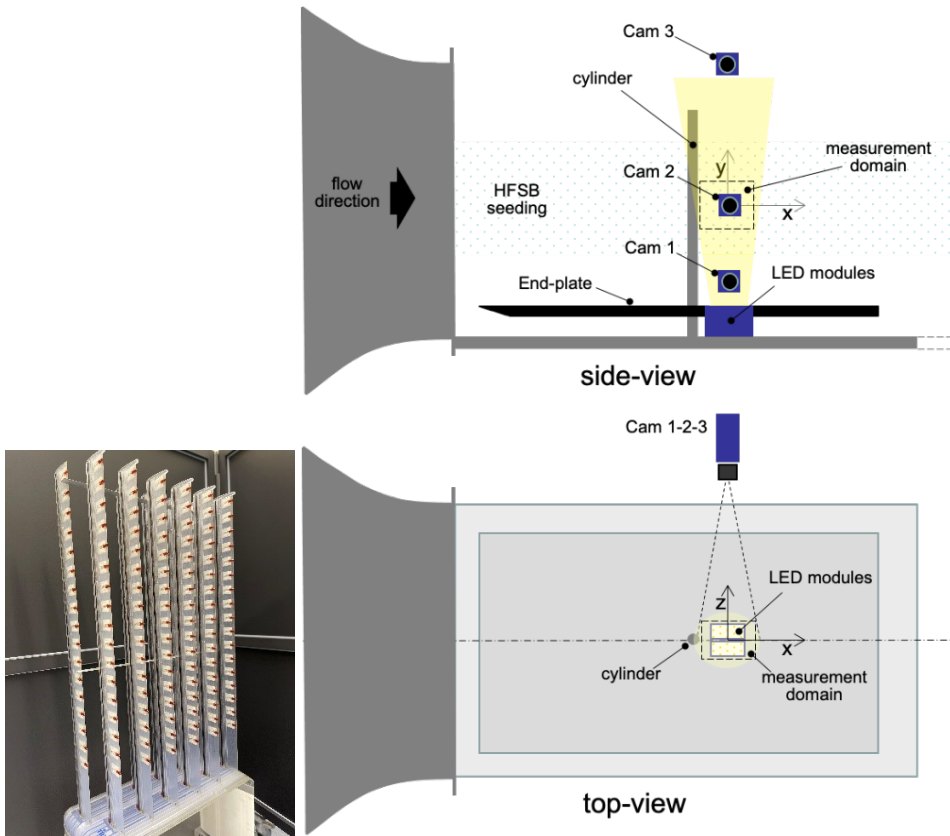 Cam 3
cylinder
measurement
domain
y
flow
direction
HFSB
seeding
Cam 2
x
Cam 1
LED modules
End-plate
side-view
Cam 1-2-3
LED modules
z
x
cylinder
measurement
domain
top-view